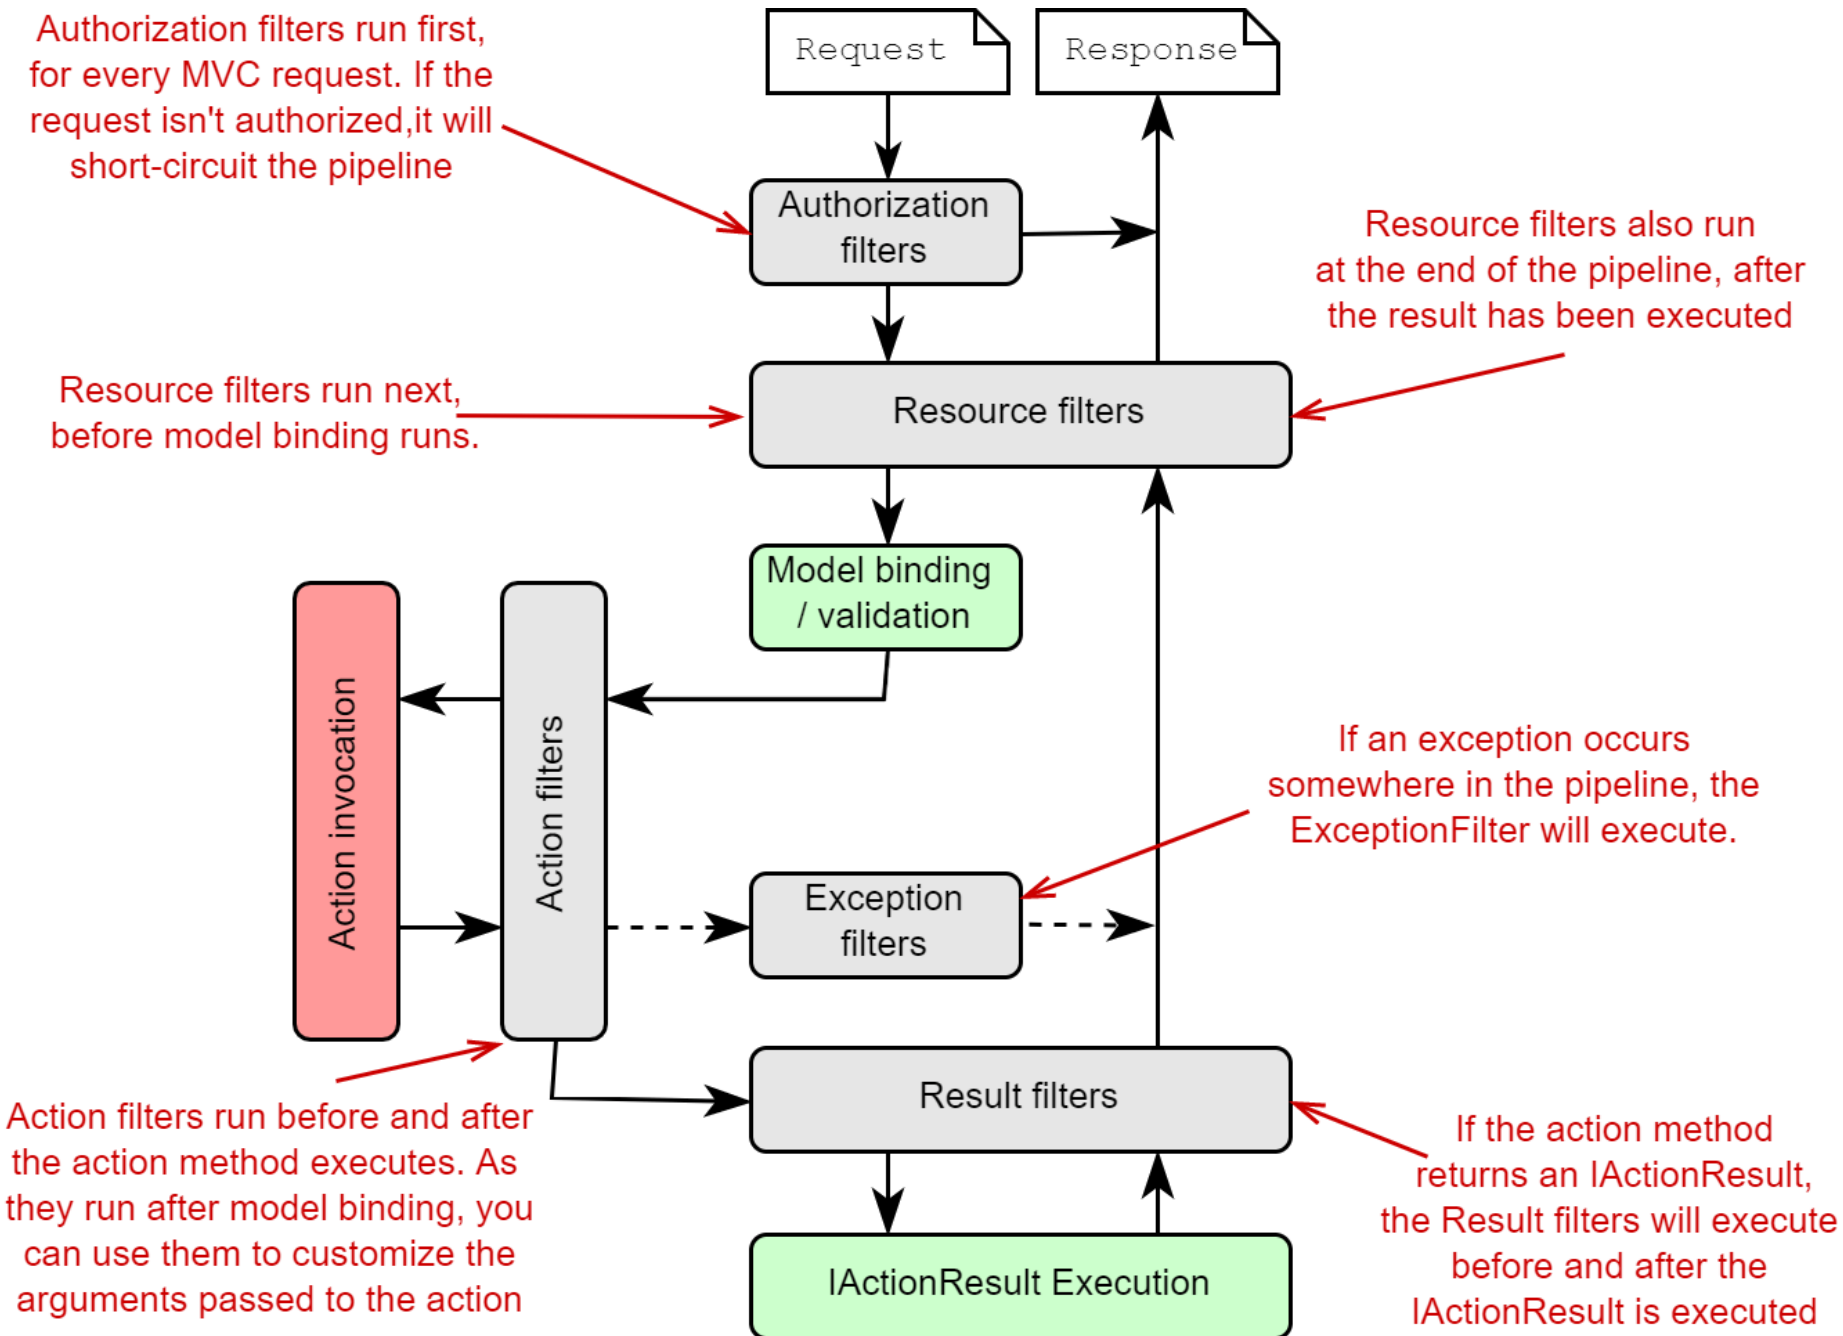 Authorization filters run first,
for every MVC request. If the
request isn't authorized,it will
short-circuit the pipeline
Request
Response
Authorization
filters
Resource filters also run
at the end of the pipeline, after
the result has been executed
Resource filters run next,
before model binding runs.
Resource filters
Model binding
/ validation
Action invocation
Action filters
If an exception occurs
somewhere in the pipeline, the
ExceptionFilter will execute.
Exception
filters
Action filters run before and after
the action method executes. As
they run after model binding, you
can use them to customize the
arguments passed to the action
Result filters
If the action method
returns an IActionResult,
the Result filters will execute
before and after the
IActionResult is executed
IActionResult Execution